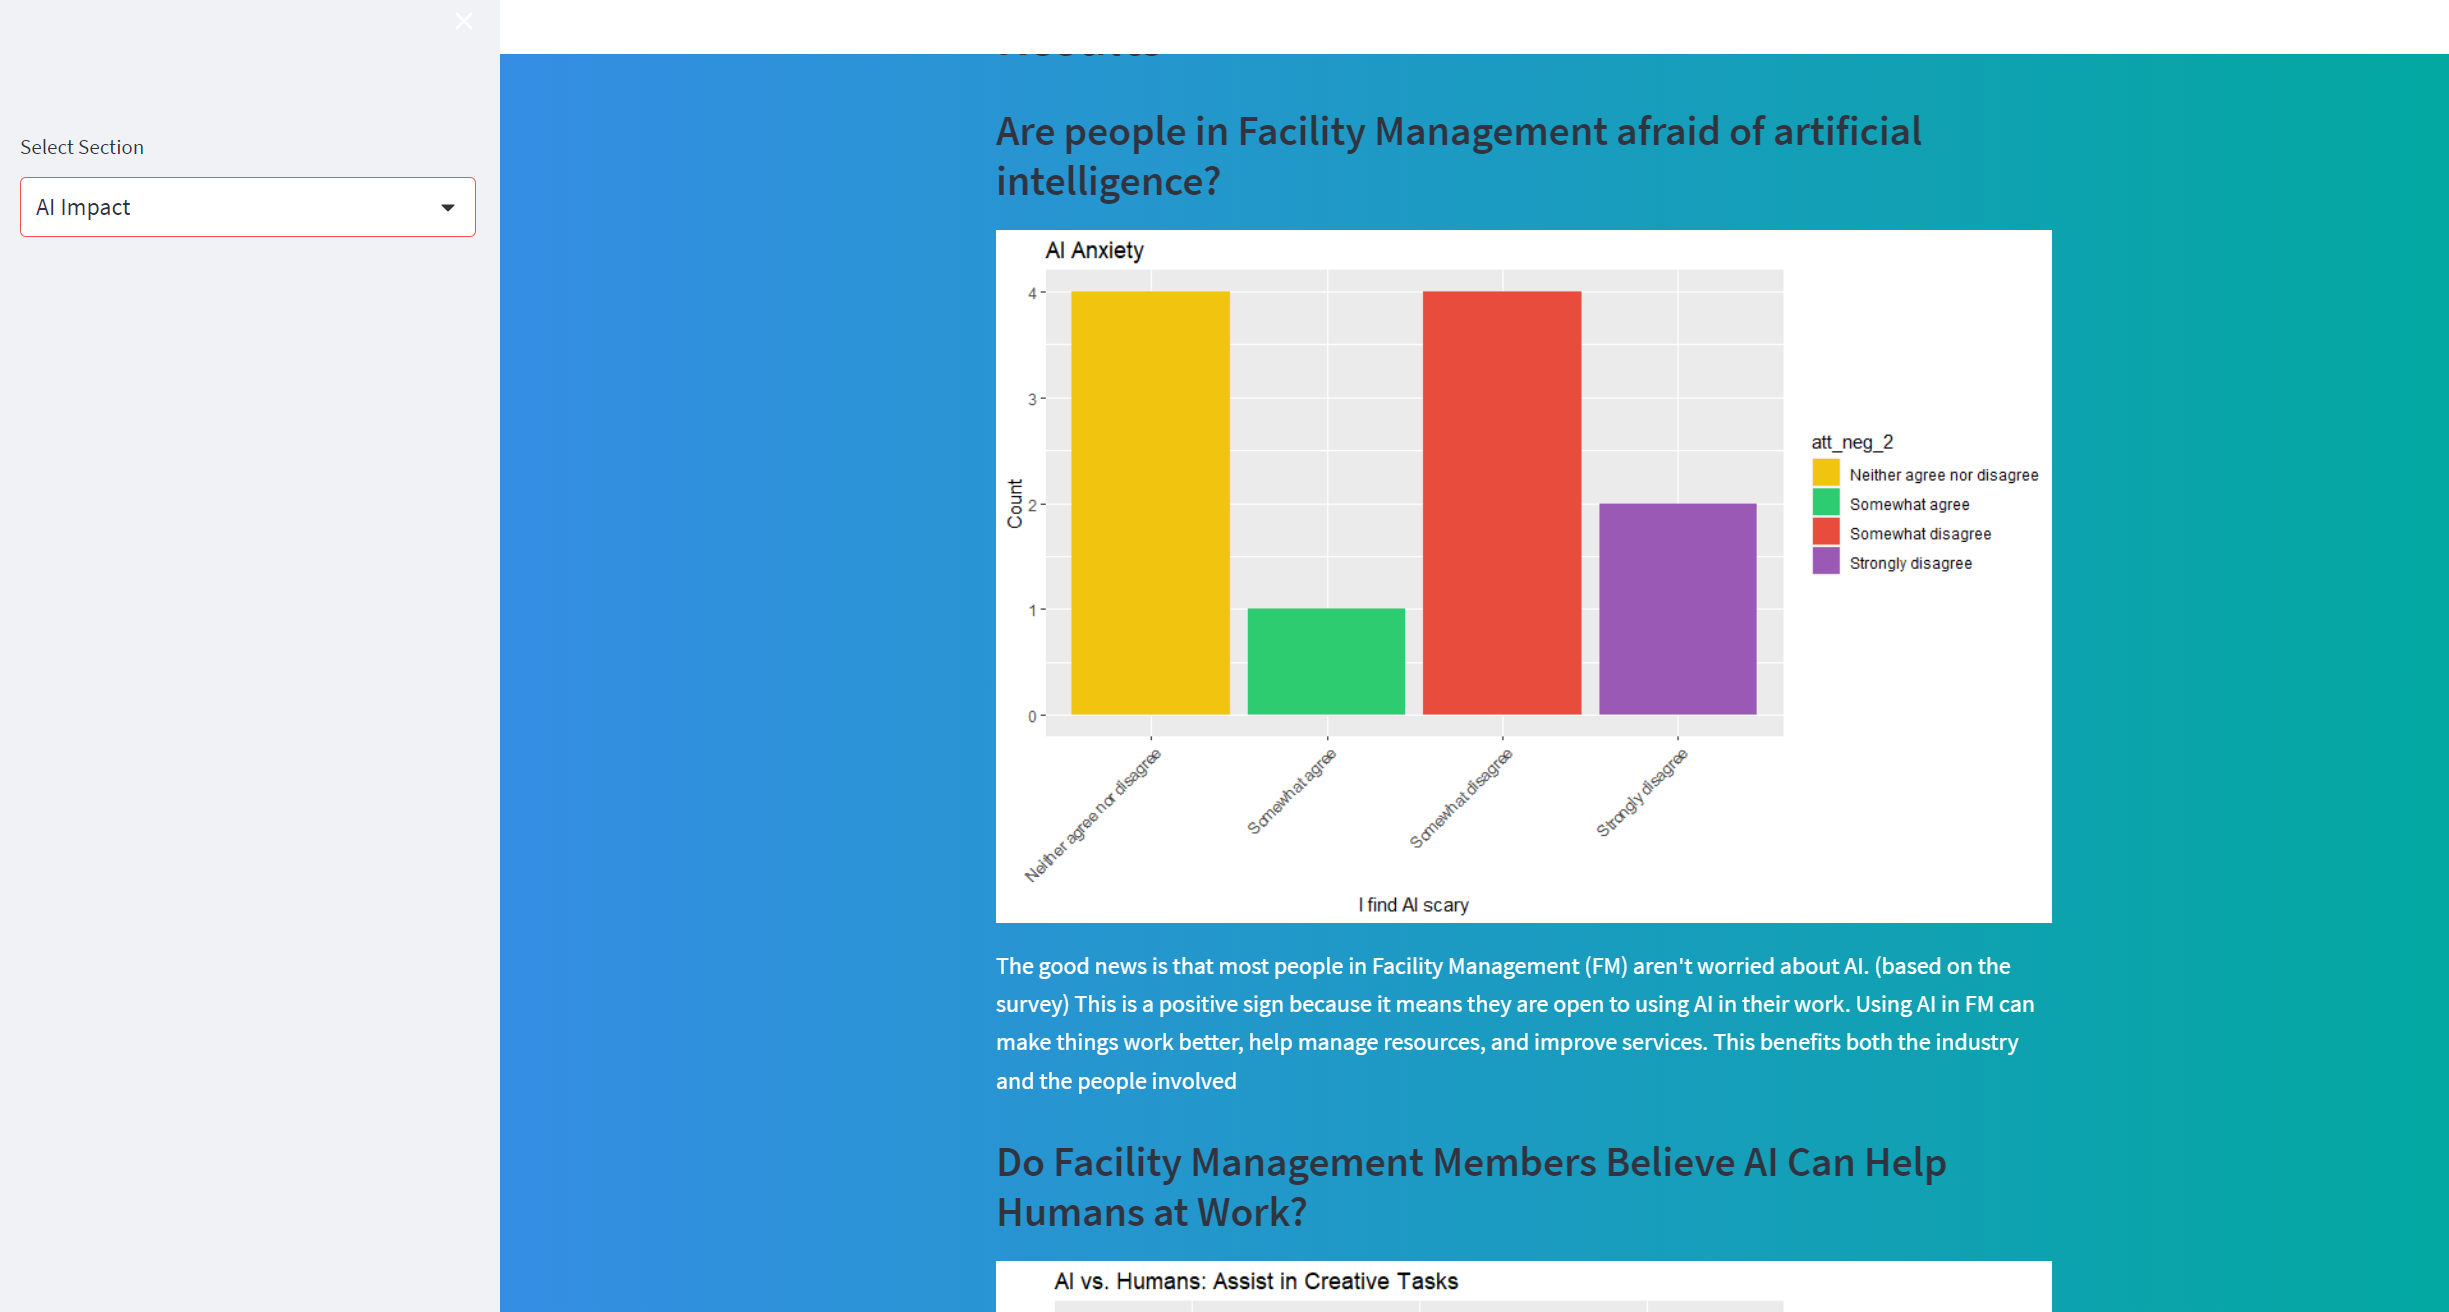 Select Section
AI Impact
Are people in Facility Management afraid of artificial
intelligence?
AI Anxiety
4
3
2
1
0
Count
Neither agree nor disagree
Somewhat agree
Somewhat disagree
Strongly disagree
I find AI scary
att_neg_2
Neither agree nor disagree
Somewhat agree
Somewhat disagree
Strongly disagree
The good news is that most people in Facility Management (FM) aren't worried about AI. (based on the
survey) This is a positive sign because it means they are open to using AI in their work. Using AI in FM can
make things work better, help manage resources, and improve services. This benefits both the industry
and the people involved
Do Facility Management Members Believe AI Can Help
Humans at Work?
AI vs. Humans: Assist in Creative Tasks